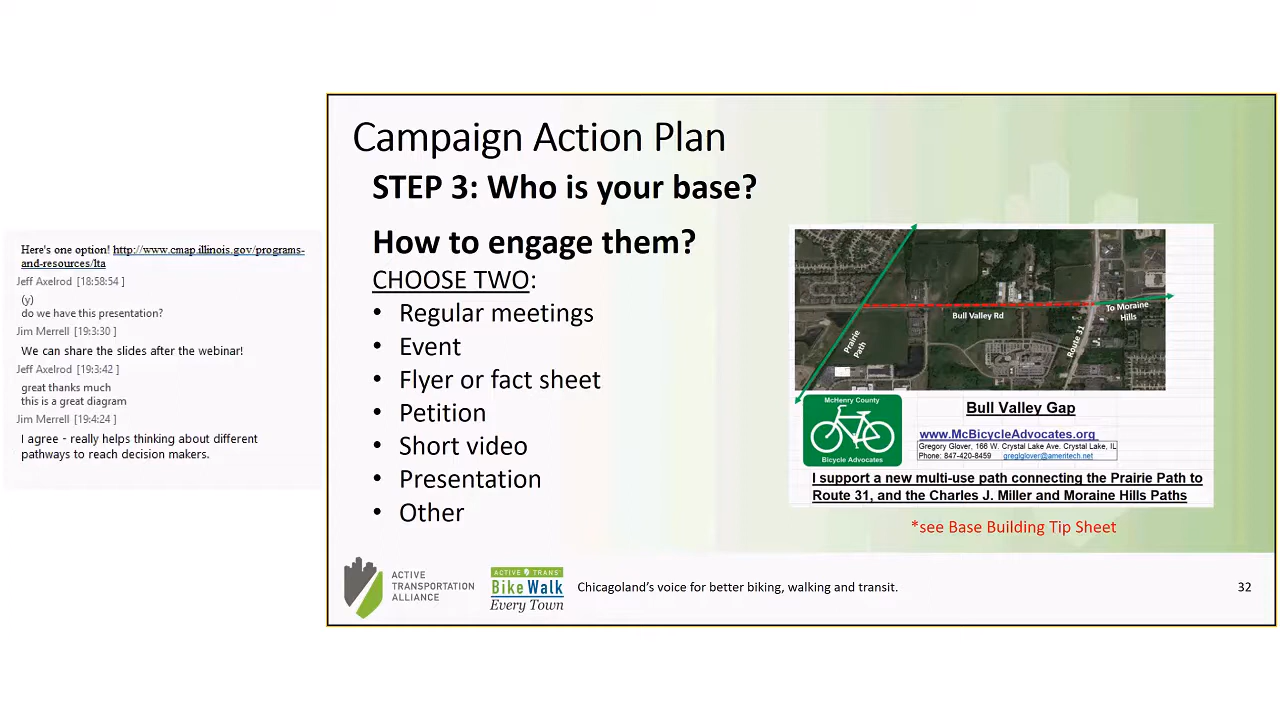 Here's one option! http://www.cmap.illinois.gov/programs-
and-resources/lta
Jeff Axelrod [18:58:54 ]
(y)
do we have this presentation?
Jim Merrell [19:3:30 ]
We can share the slides after the webinar!
Jeff Axelrod [19:3:42 ]
great thanks much
this is a great diagram
Jim Merrell [19:4:24 ]
I agree - really helps thinking about different
pathways to reach decision makers.
Campaign Action Plan
STEP 3: Who is your base?
How to engage them?
CHOOSE TWO:
• Regular meetings
• Event
• Flyer or fact sheet
• Petition
• Short video
• Presentation
• Other
Bull Valley Rd
To Moraine
Hills
Prairie
Path
Route 31
McHenry County
Bicycle Advocates
Bull Valley Gap
www.McBicycleAdvocates.org
Gregory Glover, 166 W. Crystal Lake Ave. Crystal Lake, IL
Phone: 847-420-8459 greglglover@ameritech.net
I support a new multi-use path connecting the Prairie Path to
Route 31, and the Charles J. Miller and Moraine Hills Paths
*see Base Building Tip Sheet
ACTIVE
TRANSPORTATION
ALLIANCE
ACTIVE TRANS'
Bike Walk
Every Town
Chicagoland's voice for better biking, walking and transit.
32